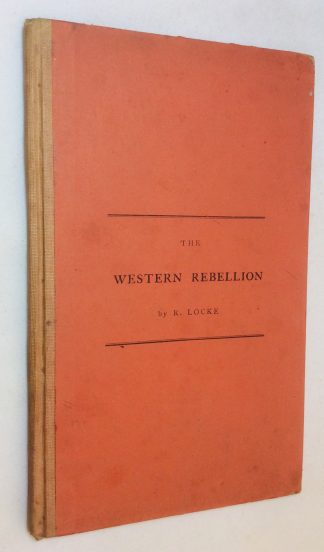 THE
WESTERN REBELLION
by R. LOCKE